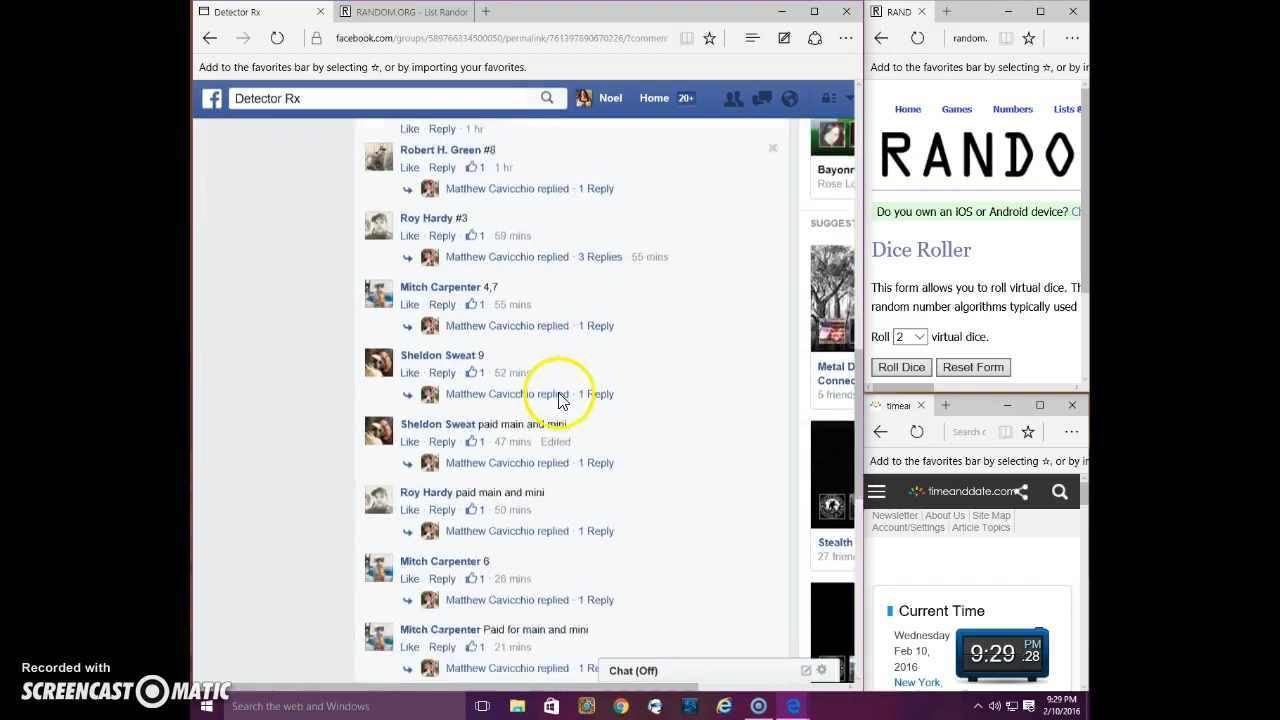 Detector Rx
RANDOM.ORG - List Randor
facebook.com/groups/589766334500050/permalink/761397890670226/?commen
Add to the favorites bar by selecting ☆, or by importing your favorites.
Detector Rx
Noel
Home 20+
Like · Reply · 1 hr
Robert H. Green #8
Like · Reply · 1 · 1 hr
Matthew Cavicchio replied · 1 Reply
Roy Hardy #3
Like · Reply · 1 · 59 mins
Matthew Cavicchio replied · 3 Replies · 55 mins
Mitch Carpenter 4,7
Like · Reply · 1 · 55 mins
Matthew Cavicchio replied · 1 Reply
Sheldon Sweat 9
Like · Reply · 1 · 52 mins
Matthew Cavicchio replied · 1 Reply
Sheldon Sweat paid main and mini
Like · Reply · 1 · 47 mins · Edited
Matthew Cavicchio replied · 1 Reply
Roy Hardy paid main and mini
Like · Reply · 1 · 50 mins
Matthew Cavicchio replied · 1 Reply
Mitch Carpenter 6
Like · Reply · 1 · 26 mins
Matthew Cavicchio replied · 1 Reply
Mitch Carpenter Paid for main and mini
Like · Reply · 1 · 21 mins
Matthew Cavicchio replied · 1 Re
Bayonn
Rose Lo
SUGGEST
Metal D
Connec
5 friends
Stealth
27 frien
Chat (Off)
RAND
random.
Add to the favorites bar by selecting ☆, or by im
Home Games Numbers Lists &
RANDO
Do you own an iOS or Android device? Ch
Dice Roller
This form allows you to roll virtual dice. Th
random number algorithms typically used
Roll 2 virtual dice.
Roll Dice Reset Form
timeai
Search c
Add to the favorites bar by selecting ☆, or by in
timeanddate.com
Newsletter About Us Site Map
Account/Settings Article Topics
Current Time
Wednesday
Feb 10,
2016
New York,
9:29 PM .28
Recorded with
SCREENCAST MATIC
Search the web and Windows
9:29 PM
2/10/2016